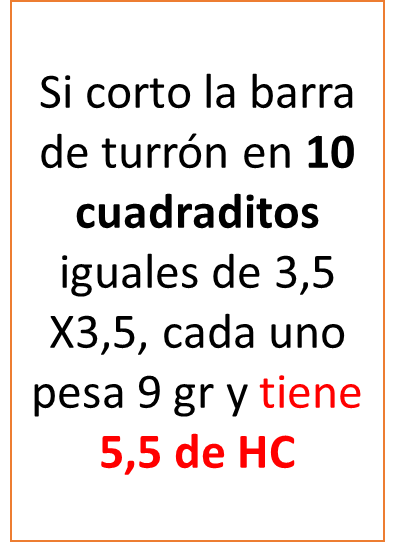 Si corto la barra
de turrón en 10
cuadraditos
iguales de 3,5
X3,5, cada uno
pesa 9 gr y tiene
5,5 de HC